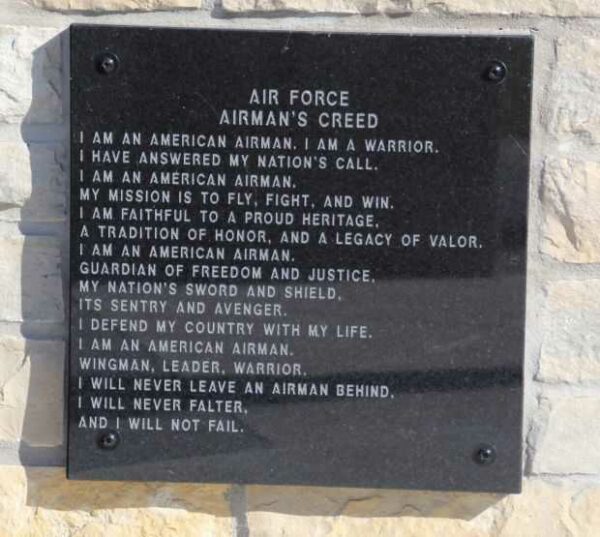 AIR FORCE
AIRMAN'S CREED
I AM AN AMERICAN AIRMAN. I AM A WARRIOR.
I HAVE ANSWERED MY NATION'S CALL.
I AM AN AMERICAN AIRMAN.
MY MISSION IS TO FLY, FIGHT, AND WIN.
I AM FAITHFUL TO A PROUD HERITAGE,
A TRADITION OF HONOR, AND A LEGACY OF VALOR.
I AM AN AMERICAN AIRMAN.
GUARDIAN OF FREEDOM AND JUSTICE,
MY NATION'S SWORD AND SHIELD,
ITS SENTRY AND AVENGER.
I DEFEND MY COUNTRY WITH MY LIFE.
I AM AN AMERICAN AIRMAN.
WINGMAN, LEADER, WARRIOR.
I WILL NEVER LEAVE AN AIRMAN BEHIND,
I WILL NEVER FALTER,
AND I WILL NOT FAIL.